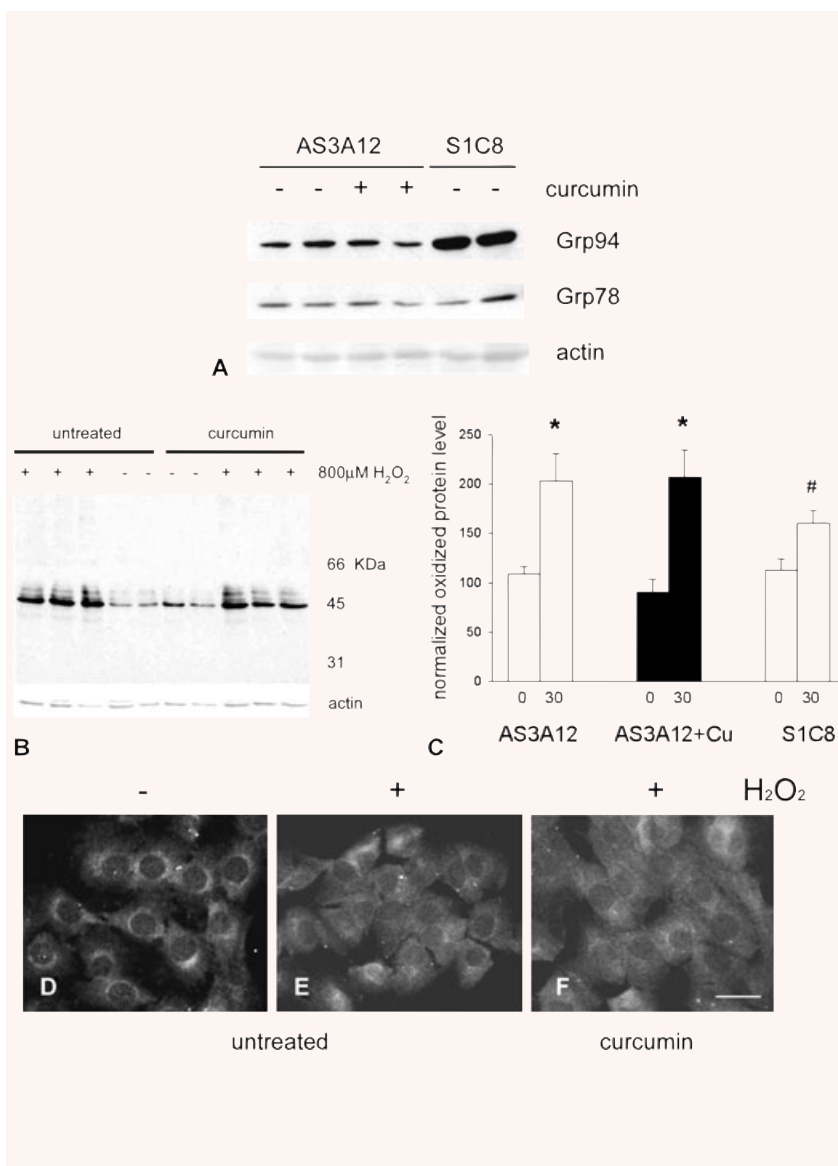 AS3A12 S1C8
- - + + - - curcumin
Grp94
Grp78
actin
A
untreated curcumin
+ + + - - - - + + + 800µM H2O2
66 KDa
45
31
actin
B
normalized oxidized protein level
250
200
150
100
50
0
* * #
0 30 0 30 0 30
AS3A12 AS3A12+Cu S1C8
C
- + + H2O2
D E F
untreated curcumin